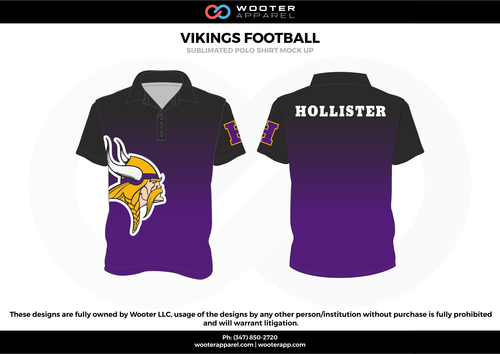 WOOTER
APPAREL
VIKINGS FOOTBALL
SUBLIMATED POLO SHIRT MOCK UP
H
H
HOLLISTER
These designs are fully owned by Wooter LLC, usage of the designs by any other person/institution without purchase is fully prohibited
and will warrant litigation.
Ph: (347) 850-2720
wooterapparel.com | wooterapp.com